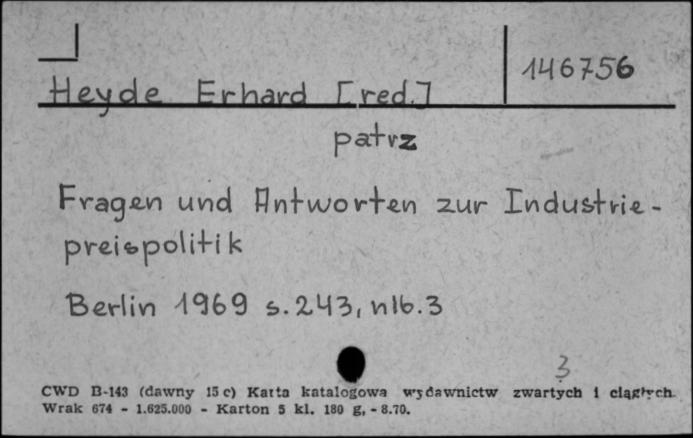 146756
Heyde Erhard [red.]
patrz
Fragen und Antworten zur Industrie-
preispolitik
Berlin 1969 s.243, nlb.3
3
CWD B-143 (dawny 15 c) Karta katalogowa wydawnictw zwartych i ciągłych
Wrak 674 - 1.625.000 - Karton 5 kl. 180 g, - 8.70.